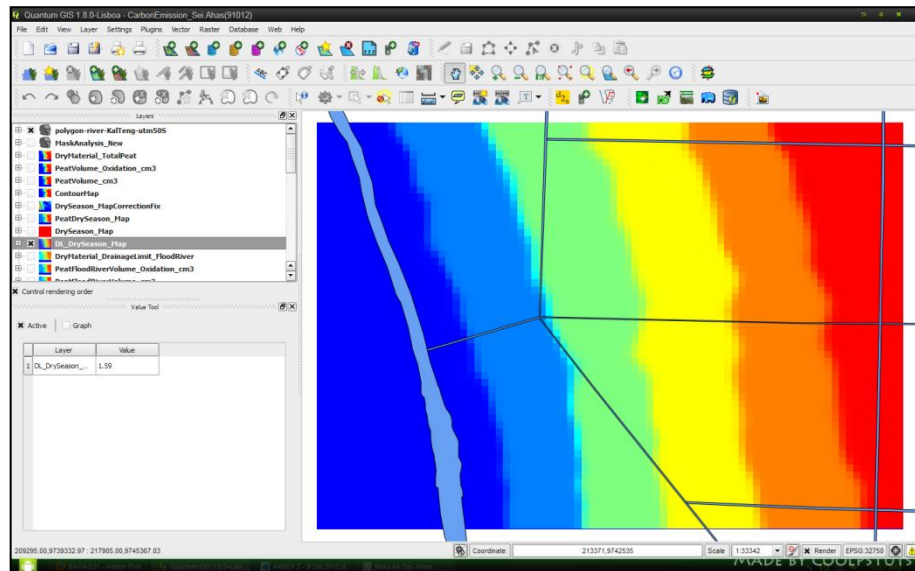 Quantum GIS 1.8.0-Lisboa - CarbonEmission_Sei.Ahas(91012)
File Edit View Layer Settings Plugins Vector Raster Database Web Help
Layers
polygon-river-KalTeng-utm50S
MaskAnalysis_New
DryMaterial_TotalPeat
PeatVolume_Oxidation_cm3
PeatVolume_cm3
ContourMap
DrySeason_MapCorrectionFix
PeatDrySeason_Map
DrySeason_Map
DL_DrySeason_Map
DryMaterial_DrainageLimit_FloodRiver
PeatFloodRiverVolume_Oxidation_cm3
Control rendering order
Value Tool
Active Graph
Layer Value
1 DL_DrySeason_... 1.59
209295.00,9738332.97 : 217905.00,9745367.03
Coordinate: 213371,9742535 Scale 1:33342 Render EPSG:32750
MADE BY COOLPSTUTS